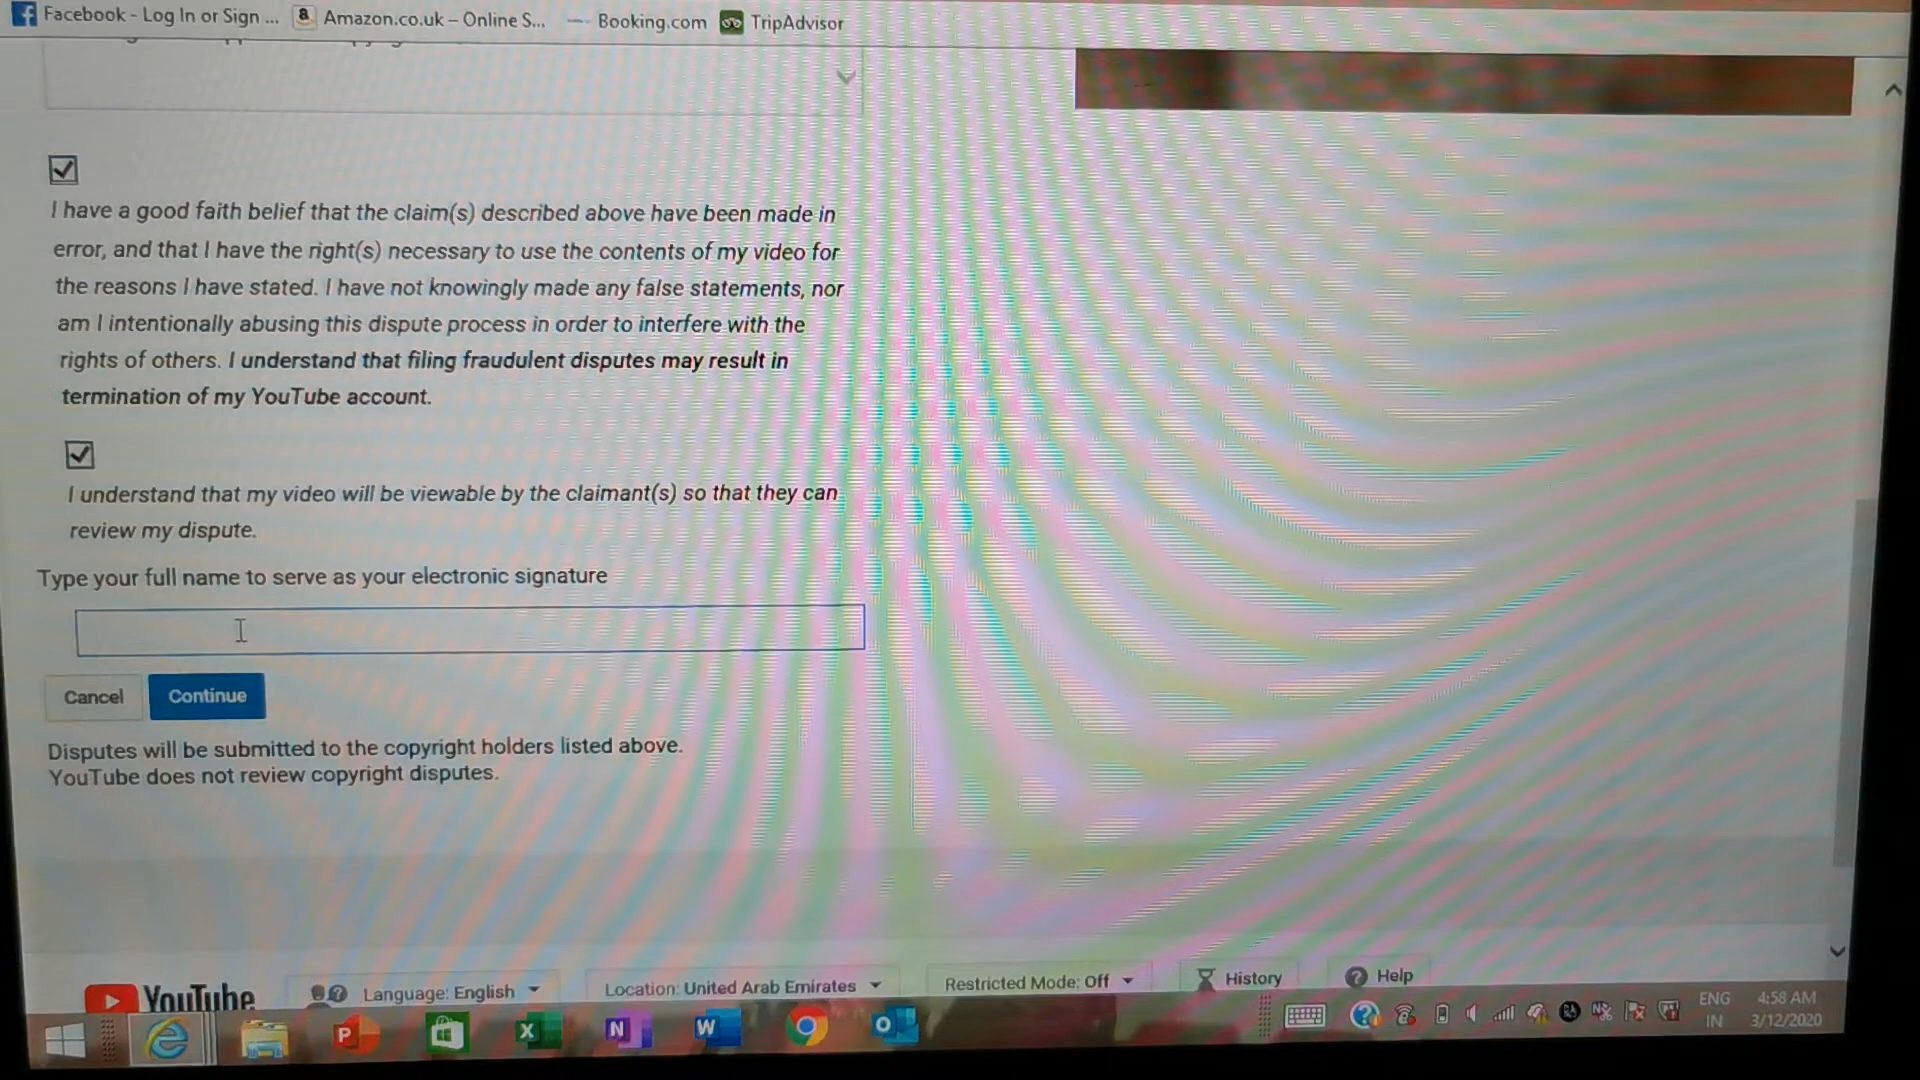 Facebook - Log In or Sign ...
Amazon.co.uk – Online S...
Booking.com
TripAdvisor
I have a good faith belief that the claim(s) described above have been made in
error, and that I have the right(s) necessary to use the contents of my video for
the reasons I have stated. I have not knowingly made any false statements, nor
am I intentionally abusing this dispute process in order to interfere with the
rights of others. I understand that filing fraudulent disputes may result in
termination of my YouTube account.
I understand that my video will be viewable by the claimant(s) so that they can
review my dispute.
Type your full name to serve as your electronic signature
Cancel
Continue
Disputes will be submitted to the copyright holders listed above.
YouTube does not review copyright disputes.
YouTube
Language: English
Location: United Arab Emirates
Restricted Mode: Off
History
Help
ENG
IN
4:58 AM
3/12/2020